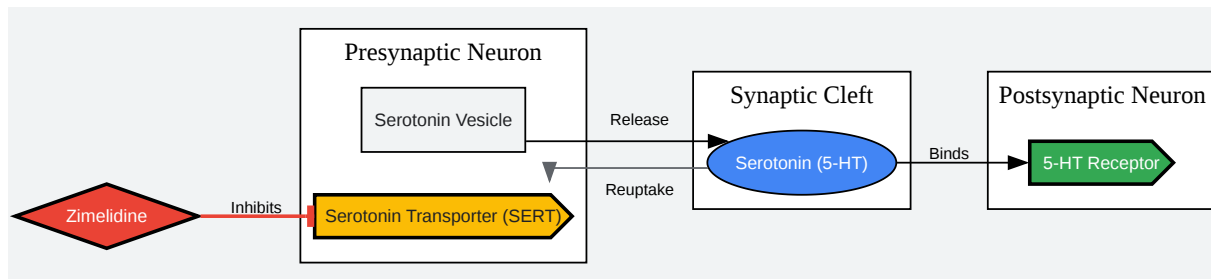 Presynaptic Neuron
Serotonin Vesicle
Release
Synaptic Cleft
Serotonin (5-HT)
Postsynaptic Neuron
Binds
5-HT Receptor
Reuptake
Zimelidine
Inhibits
Serotonin Transporter (SERT)